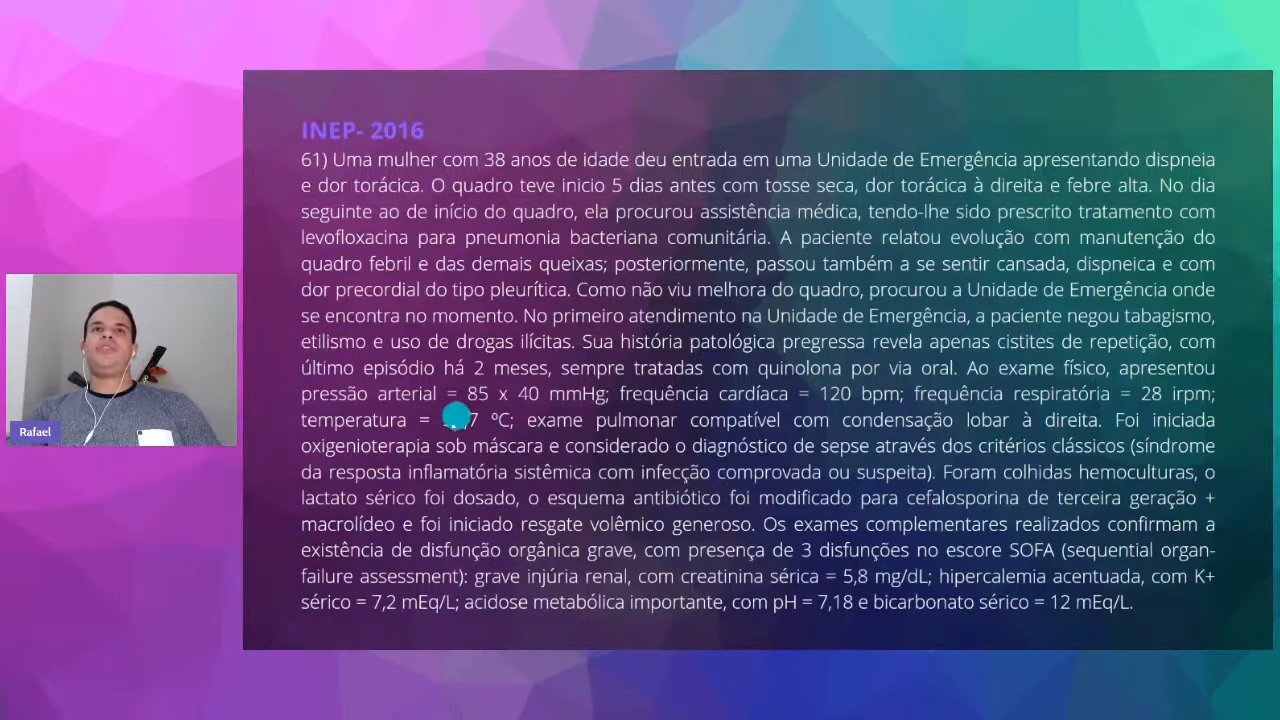 INEP- 2016
61) Uma mulher com 38 anos de idade deu entrada em uma Unidade de Emergência apresentando dispneia
e dor torácica. O quadro teve inicio 5 dias antes com tosse seca, dor torácica à direita e febre alta. No dia
seguinte ao de início do quadro, ela procurou assistência médica, tendo-lhe sido prescrito tratamento com
levofloxacina para pneumonia bacteriana comunitária. A paciente relatou evolução com manutenção do
quadro febril e das demais queixas; posteriormente, passou também a se sentir cansada, dispneica e com
dor precordial do tipo pleurítica. Como não viu melhora do quadro, procurou a Unidade de Emergência onde
se encontra no momento. No primeiro atendimento na Unidade de Emergência, a paciente negou tabagismo,
etilismo e uso de drogas ilícitas. Sua história patológica pregressa revela apenas cistites de repetição, com
último episódio há 2 meses, sempre tratadas com quinolona por via oral. Ao exame físico, apresentou
pressão arterial = 85 x 40 mmHg; frequência cardíaca = 120 bpm; frequência respiratória = 28 irpm;
temperatura = ºC; exame pulmonar compatível com condensação lobar à direita. Foi iniciada
oxigenioterapia sob máscara e considerado o diagnóstico de sepse através dos critérios clássicos (síndrome
da resposta inflamatória sistêmica com infecção comprovada ou suspeita). Foram colhidas hemoculturas, o
lactato sérico foi dosado, o esquema antibiótico foi modificado para cefalosporina de terceira geração +
macrolídeo e foi iniciado resgate volêmico generoso. Os exames complementares realizados confirmam a
existência de disfunção orgânica grave, com presença de 3 disfunções no escore SOFA (sequential organ-
failure assessment): grave injúria renal, com creatinina sérica = 5,8 mg/dL; hipercalemia acentuada, com K+
sérico = 7,2 mEq/L; acidose metabólica importante, com pH = 7,18 e bicarbonato sérico = 12 mEq/L.
Rafael